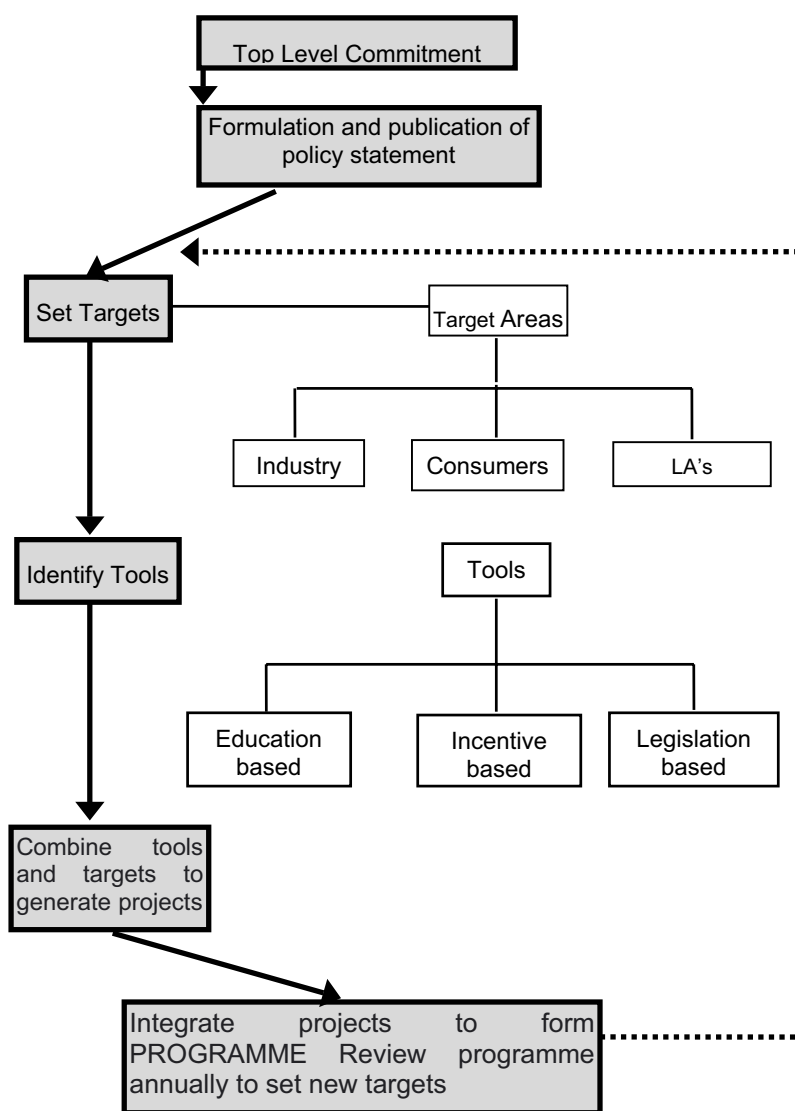 Top Level Commitment
Formulation and publication of
policy statement
Set Targets
Target Areas
Industry
Consumers
LA's
Identify Tools
Tools
Education
based
Incentive
based
Legislation
based
Combine tools
and targets to
generate projects
Integrate projects to form
PROGRAMME Review programme
annually to set new targets